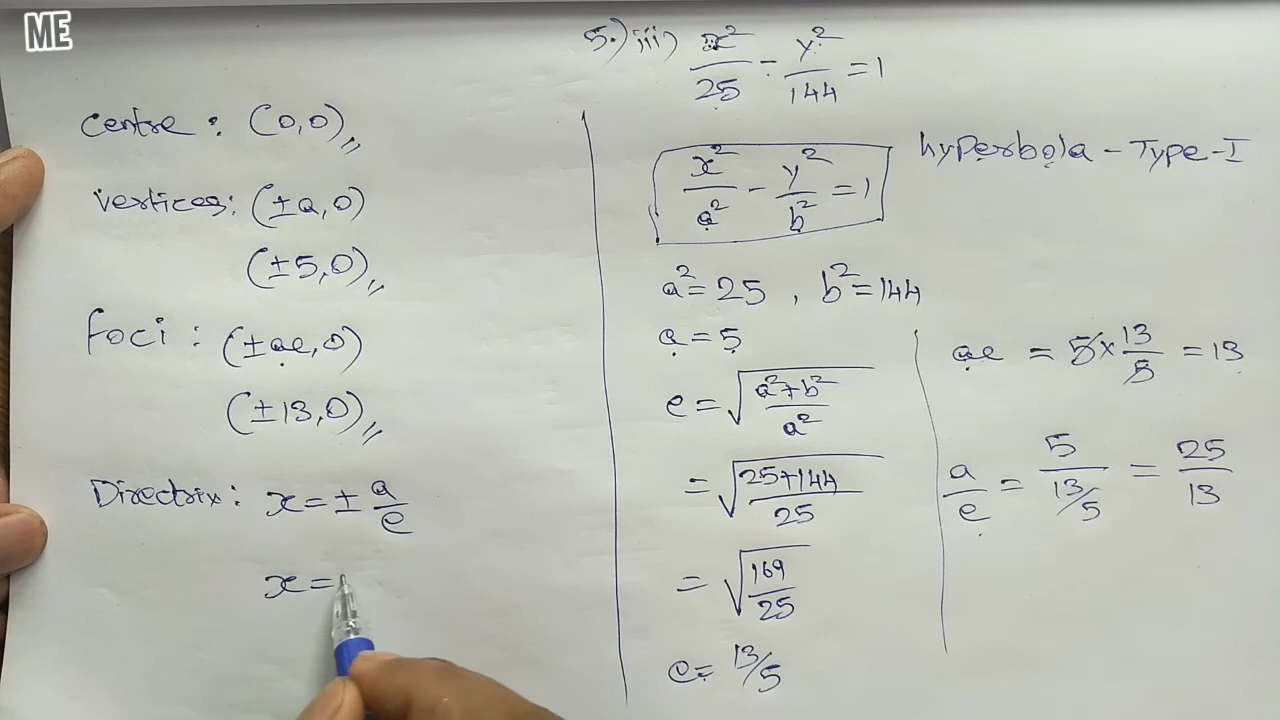 ME
5.) iii) x²/25 - y²/144 = 1
Centre : (0,0)
Vertices: (±a,0)
(±5,0)
foci : (±ae,0)
(±13,0)
Directrix: x = ± a/e
x =
x²/a² - y²/b² = 1
hyperbola - Type - I
a² = 25 , b² = 144
a = 5
e = √(a²+b²/a²)
= √(25+144/25)
= √(169/25)
e = 13/5
ae = 5 × 13/5 = 13
a/e = 5/(13/5) = 25/13